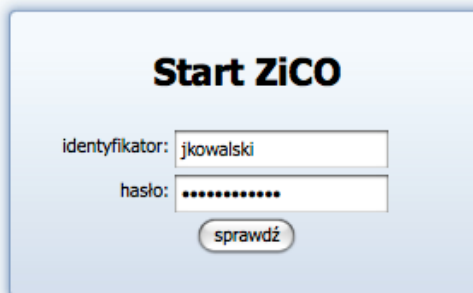 Start ZiCO
identyfikator: jkowalski
hasło: ••••••••••••
sprawdź